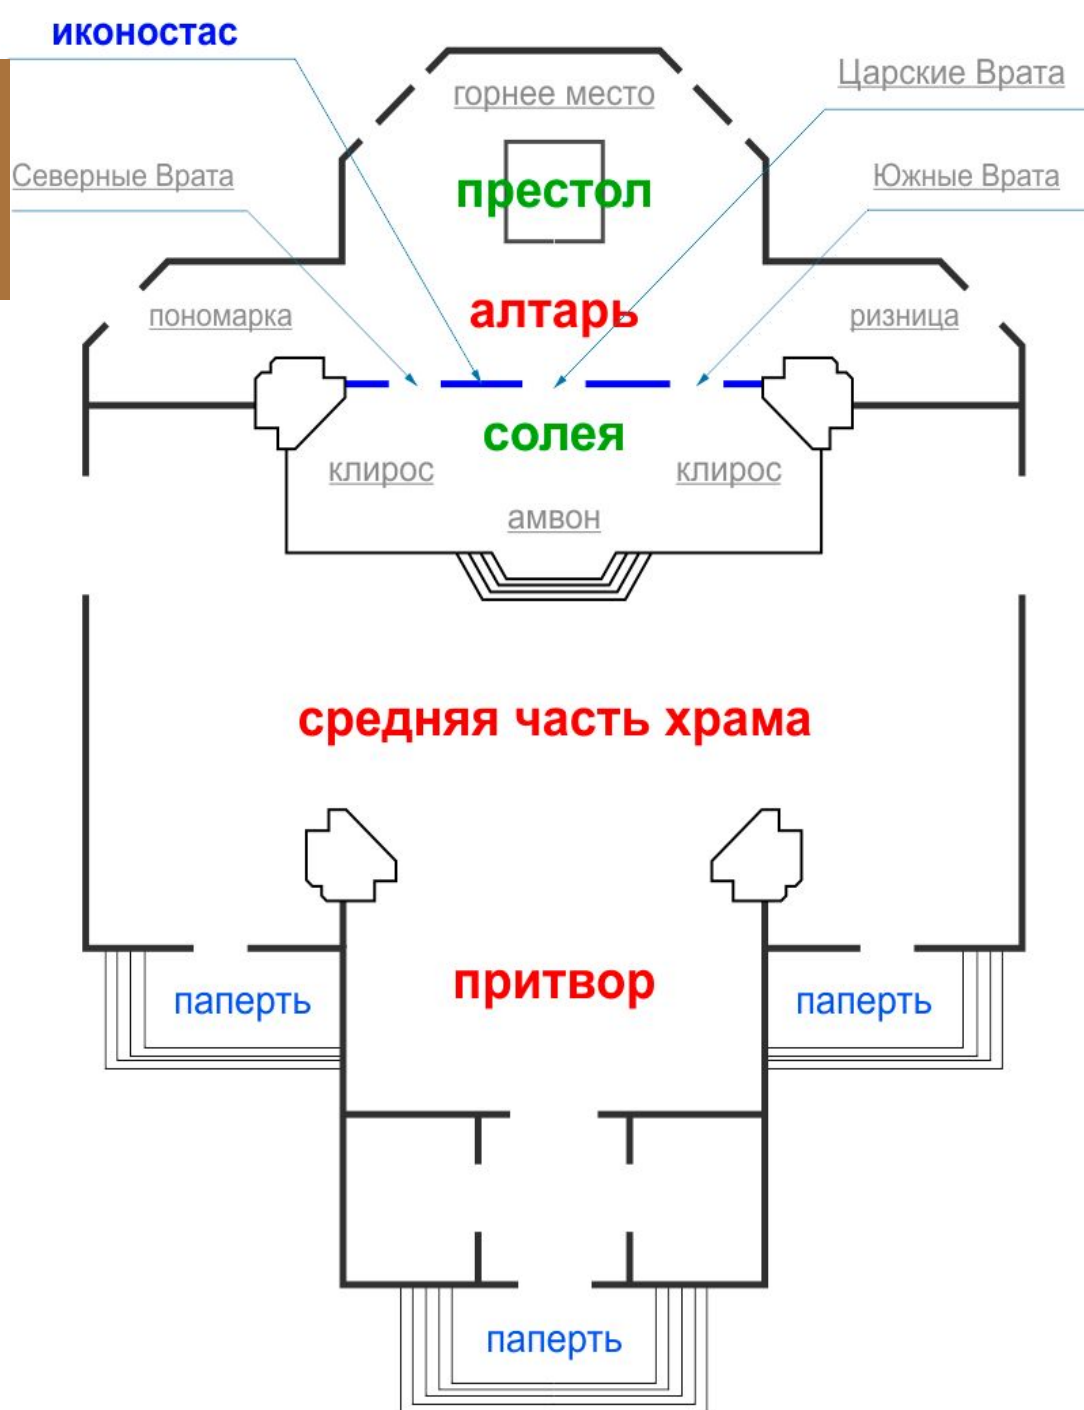 иконостас
Царские Врата
горнее место
Северные Врата
Южные Врата
престол
алтарь
пономарка
ризница
солея
клирос
клирос
амвон
средняя часть храма
притвор
паперть
паперть
паперть